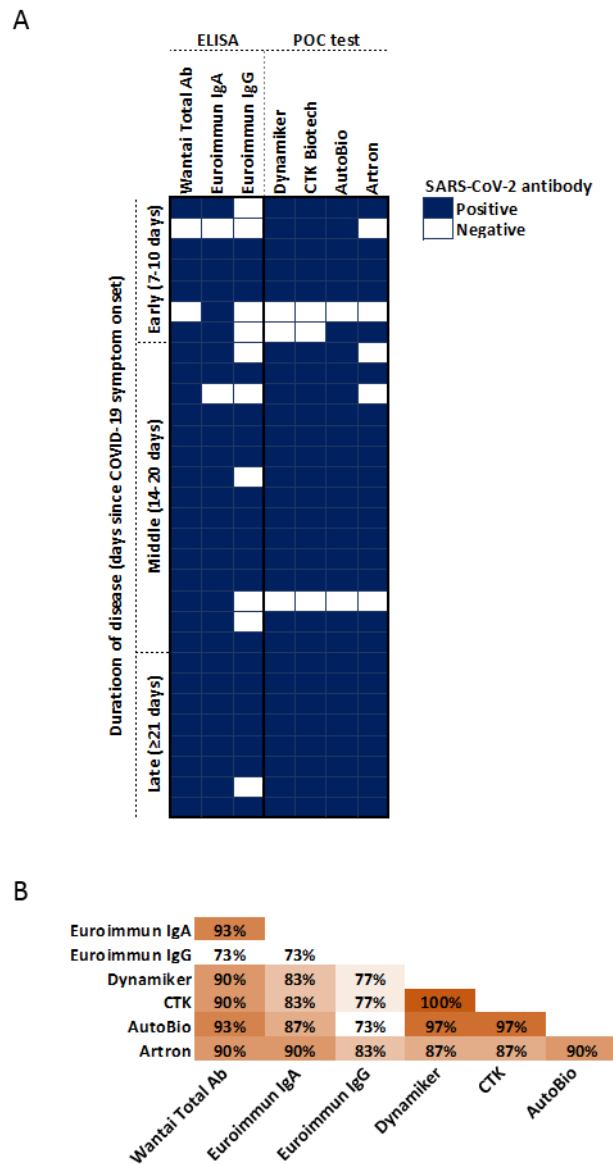 A
ELISA POC test
Wantai Total Ab
Euroimmun IgA
Euroimmun IgG
Dynamiker
CTK Biotech
AutoBio
Artron
SARS-CoV-2 antibody
Positive
Negative
Duratioon of disease (days since COVID-19 symptom onset)
Early (7-10 days)
Middle (14-20 days)
Late (≥21 days)
B
Euroimmun IgA 93%
Euroimmun IgG 73% 73%
Dynamiker 90% 83% 77%
CTK 90% 83% 77% 100%
AutoBio 93% 87% 73% 97% 97%
Artron 90% 90% 83% 87% 87% 90%
Wantai Total Ab
Euroimmun IgA
Euroimmun IgG
Dynamiker
CTK
AutoBio